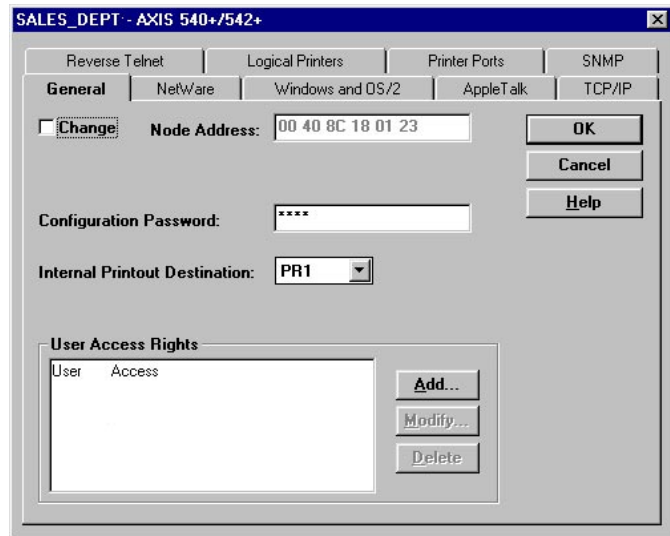 SALES_DEPT - AXIS 540+/542+
Reverse Telnet Logical Printers Printer Ports SNMP
General NetWare Windows and OS/2 AppleTalk TCP/IP
Change Node Address: 00 40 8C 18 01 23 OK
Cancel
Help
Configuration Password: ****
Internal Printout Destination: PR1
User Access Rights
User Access
Add...
Modify...
Delete